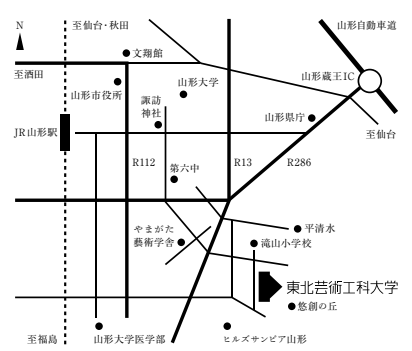 N
至仙台・秋田
山形自動車道
文翔館
至酒田
山形蔵王IC
山形大学
山形市役所
諏訪
神社
山形県庁
JR山形駅
至仙台
R112
R13
R286
第六中
やまがた
藝術学舎
平清水
滝山小学校
東北芸術工科大学
悠創の丘
至福島
山形大学医学部
ヒルズサンピア山形